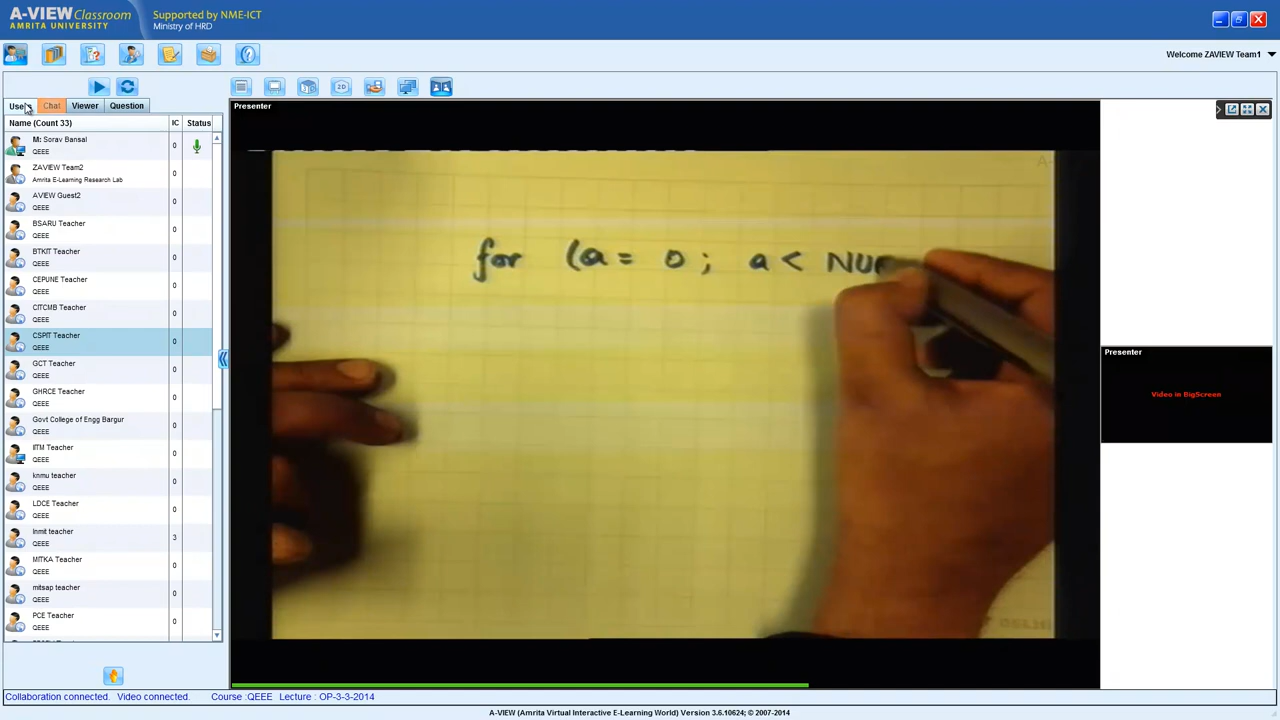 A-VIEW Classroom
AMRITA UNIVERSITY
Supported by NME-ICT
Ministry of HRD
Welcome ZAVIEW Team1
Users
Chat
Viewer
Question
Name (Count 33)
IC
Status
M: Sorav Bansal
QEEE
0
ZAVIEW Team2
Amrita E-Learning Research Lab
0
AVIEW Guest2
QEEE
0
BSARU Teacher
QEEE
0
BTKIT Teacher
QEEE
0
CEPUNE Teacher
QEEE
0
CITCMB Teacher
QEEE
0
CSPIT Teacher
QEEE
0
GCT Teacher
QEEE
0
GHRCE Teacher
QEEE
0
Govt College of Engg Bargur
QEEE
0
IITM Teacher
QEEE
0
knmu teacher
QEEE
0
LDCE Teacher
QEEE
0
lnmit teacher
QEEE
3
MITKA Teacher
QEEE
0
mitsap teacher
QEEE
0
PCE Teacher
QEEE
0
2D
Presenter
for (a = 0 ; a < NU
Presenter
Video in BigScreen
Collaboration connected. Video connected. Course :QEEE Lecture : OP-3-3-2014
A-VIEW (Amrita Virtual Interactive E-Learning World) Version 3.6.10624; © 2007-2014